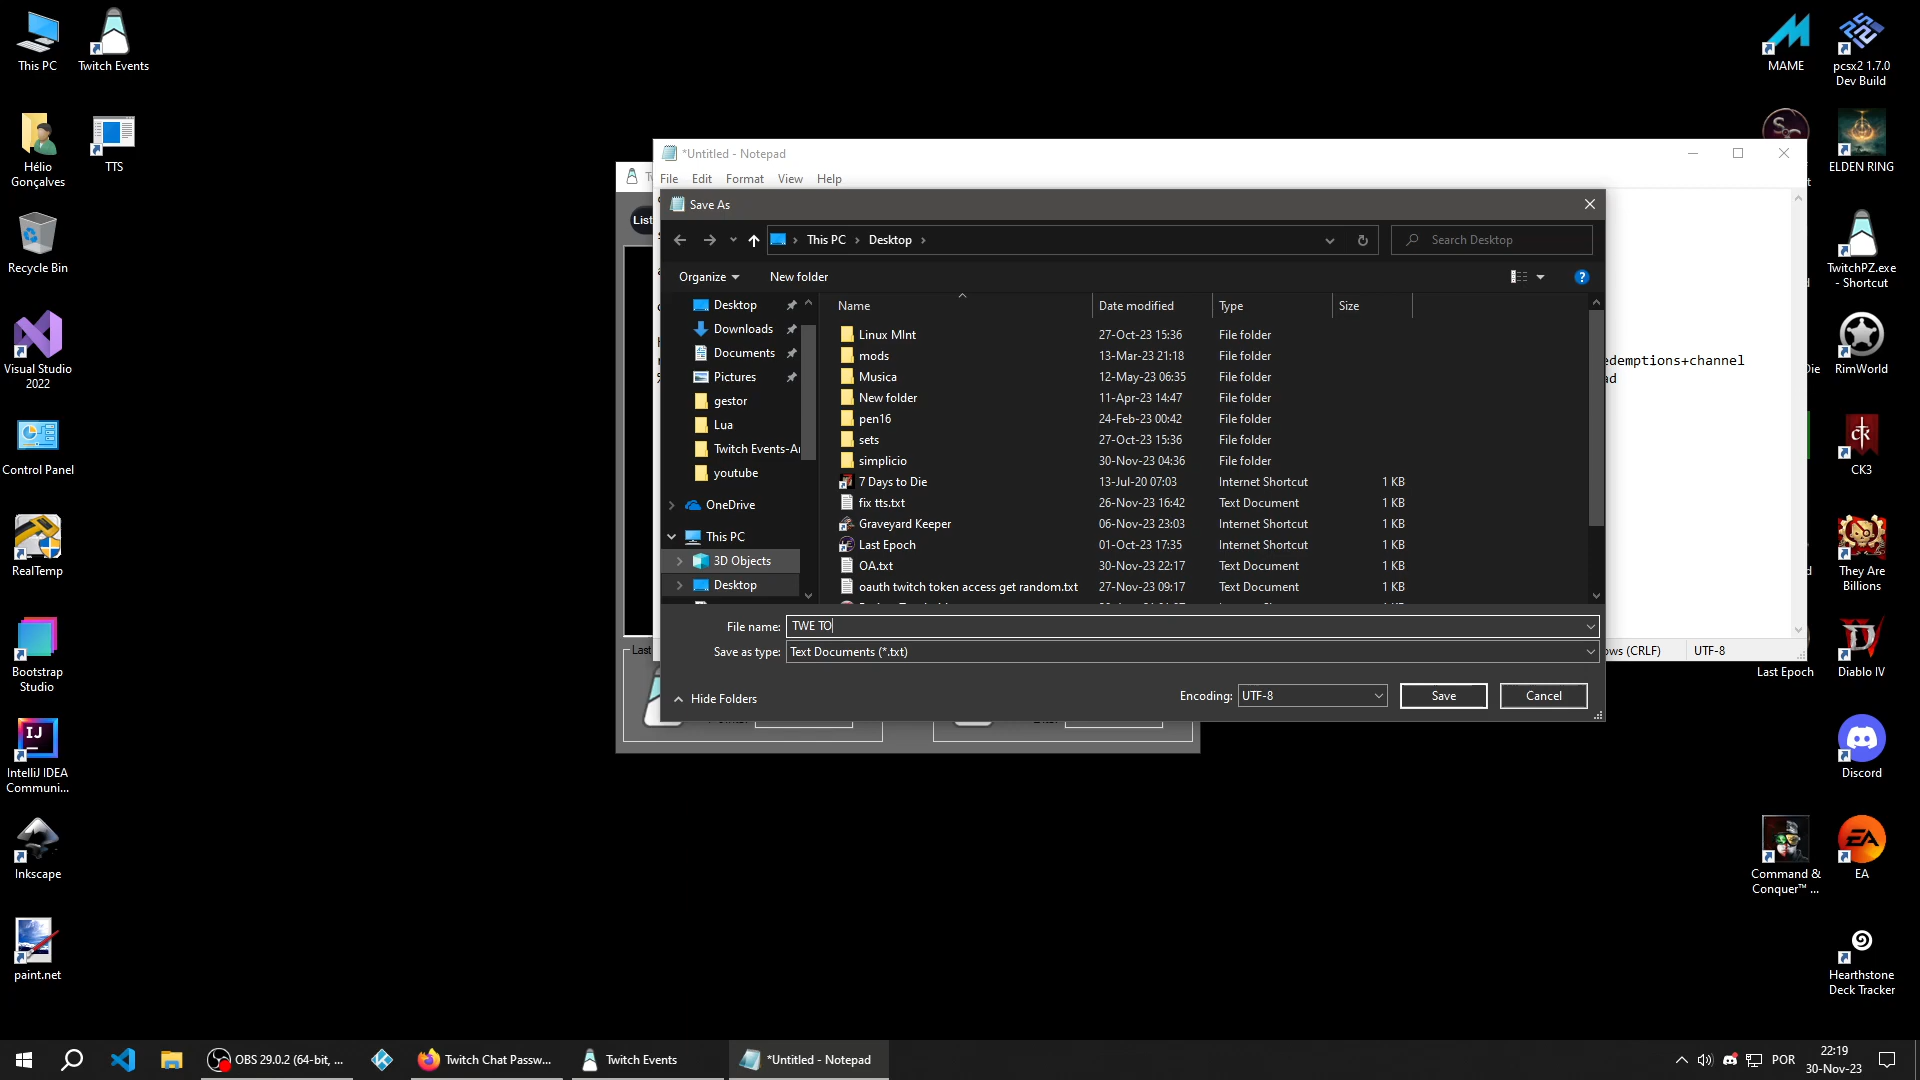 This PC
Twitch Events
MAME
pcsx2 1.7.0
Dev Build
Hélio
Gonçalves
TTS
ELDEN RING
Recycle Bin
TwitchPZ.exe
- Shortcut
Visual Studio
2022
RimWorld
Control Panel
CK3
RealTemp
They Are
Billions
Bootstrap
Studio
Last Epoch
Diablo IV
IntelliJ IDEA
Communi...
Discord
Inkscape
Command &
Conquer™ ...
EA
paint.net
Hearthstone
Deck Tracker
*Untitled - Notepad
File Edit Format View Help
List
Save As
This PC > Desktop >
Search Desktop
Organize
New folder
Name
Date modified
Type
Size
Desktop
Downloads
Documents
Pictures
gestor
Lua
Twitch Events-A
youtube
OneDrive
This PC
3D Objects
Desktop
Linux MInt 27-Oct-23 15:36 File folder
mods 13-Mar-23 21:18 File folder
Musica 12-May-23 06:35 File folder
New folder 11-Apr-23 14:47 File folder
pen16 24-Feb-23 00:42 File folder
sets 27-Oct-23 15:36 File folder
simplicio 30-Nov-23 04:36 File folder
7 Days to Die 13-Jul-20 07:03 Internet Shortcut 1 KB
fix tts.txt 26-Nov-23 16:42 Text Document 1 KB
Graveyard Keeper 06-Nov-23 23:03 Internet Shortcut 1 KB
Last Epoch 01-Oct-23 17:35 Internet Shortcut 1 KB
OA.txt 30-Nov-23 22:17 Text Document 1 KB
oauth twitch token access get random.txt 27-Nov-23 09:17 Text Document 1 KB
edemptions+channel
File name: TWE TO
Save as type: Text Documents (*.txt)
Hide Folders
Encoding: UTF-8
Save
Cancel
Last
ows (CRLF)
UTF-8
OBS 29.0.2 (64-bit, ...
Twitch Chat Passw...
Twitch Events
*Untitled - Notepad
POR
22:19
30-Nov-23